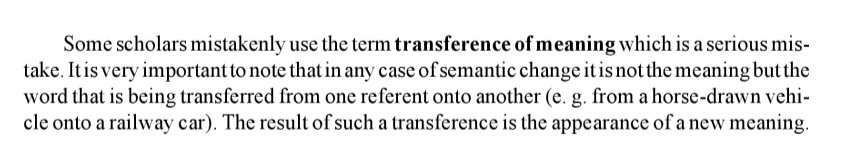 Some scholars mistakenly use the term transference of meaning which is a serious mis-
take. It is very important to note that in any case of semantic change it is not the meaning but the
word that is being transferred from one referent onto another (e. g. from a horse-drawn vehi-
cle onto a railway car). The result of such a transference is the appearance of a new meaning.